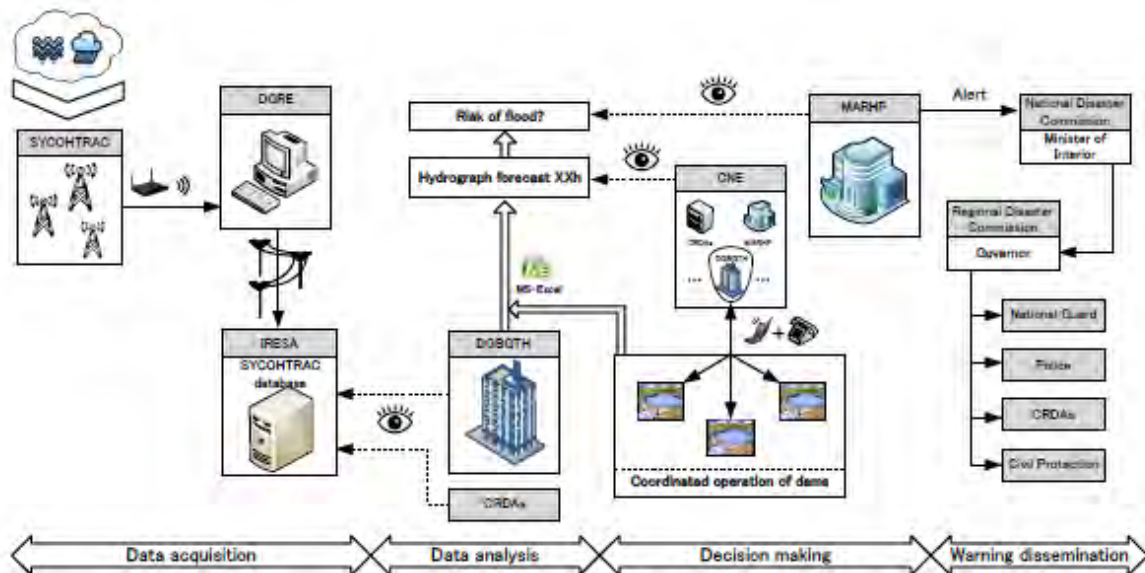 DGRE
SYCOHTRAC
IRESA
SYCOHTRAC
database
Risk of flood?
Hydrograph forecast XXh
MS-Excel
DGBGTH
CRDAs
MARHP
CNE
CRDAs
MARHP
DGBGTH
...
...
+
Coordinated operation of dams
Alert
National Disaster
Commission
Minister of
Interior
Regional Disaster
Commission
Governor
National Guard
Police
CRDAs
Civil Protection
Data acquisition
Data analysis
Decision making
Warning dissemination